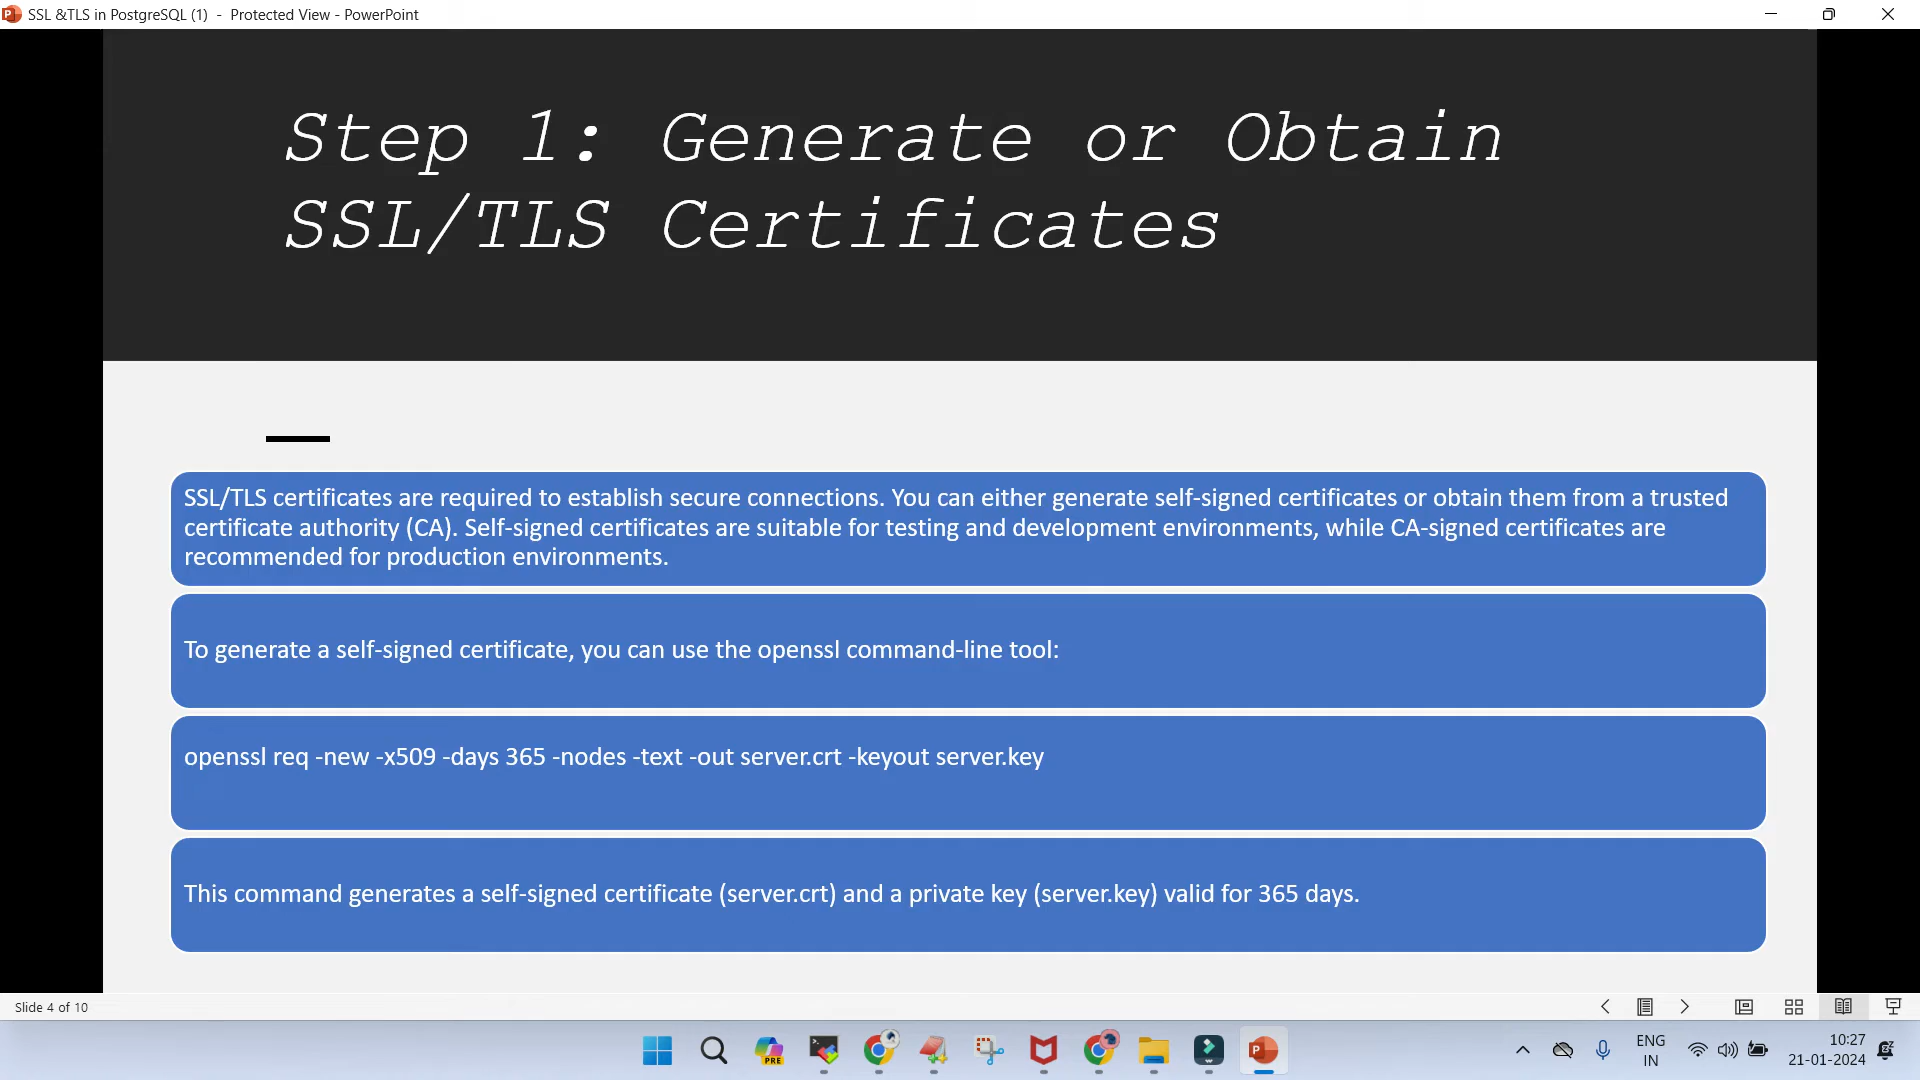 SSL &TLS in PostgreSQL (1) - Protected View - PowerPoint
Step 1: Generate or Obtain
SSL/TLS Certificates
SSL/TLS certificates are required to establish secure connections. You can either generate self-signed certificates or obtain them from a trusted
certificate authority (CA). Self-signed certificates are suitable for testing and development environments, while CA-signed certificates are
recommended for production environments.
To generate a self-signed certificate, you can use the openssl command-line tool:
openssl req -new -x509 -days 365 -nodes -text -out server.crt -keyout server.key
This command generates a self-signed certificate (server.crt) and a private key (server.key) valid for 365 days.
Slide 4 of 10
PRE
ENG
IN
10:27
21-01-2024